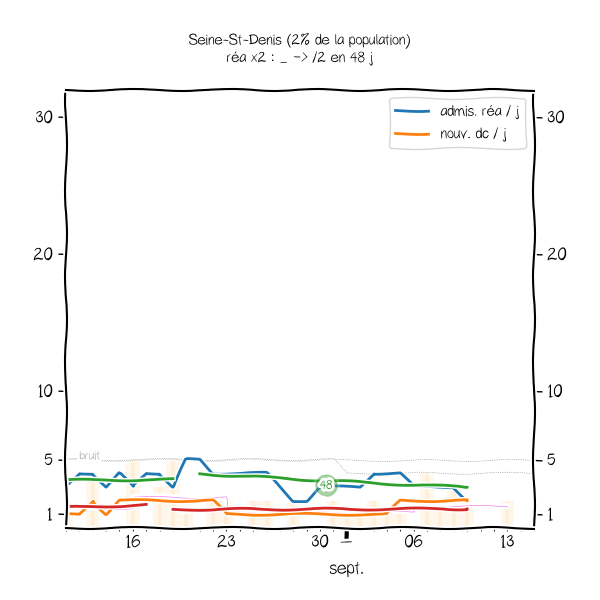 Seine-St-Denis (2% de la population)
réa x2 : _ -> /2 en 48 j
admis. réa / j
nouv. dc / j
30 30
20 20
10 10
bruit
5 5
48
1 1
16 23 30 06 13
sept.